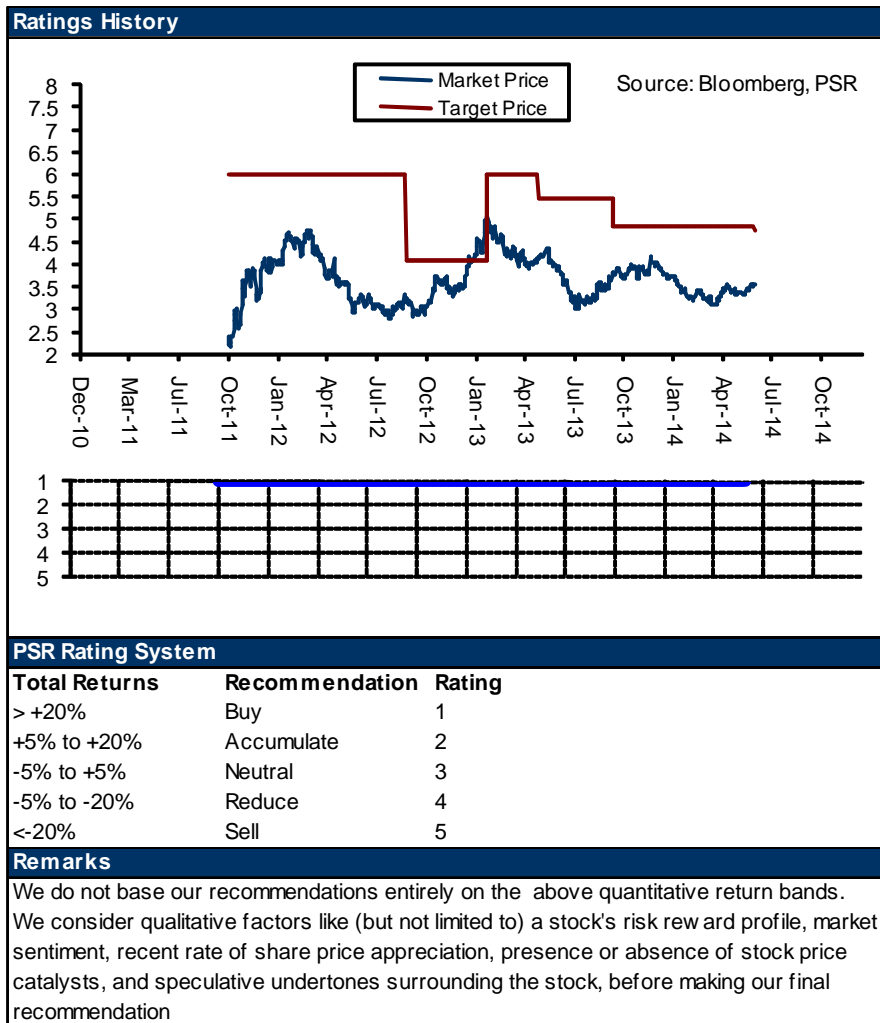 Ratings History
Market Price
Target Price
Source: Bloomberg, PSR
8
7.5
7
6.5
6
5.5
5
4.5
4
3.5
3
2.5
2
Dec-10
Mar-11
Jul-11
Oct-11
Jan-12
Apr-12
Jul-12
Oct-12
Jan-13
Apr-13
Jul-13
Oct-13
Jan-14
Apr-14
Jul-14
Oct-14
1
2
3
4
5
PSR Rating System
Total Returns Recommendation Rating
> +20% Buy 1
+5% to +20% Accumulate 2
-5% to +5% Neutral 3
-5% to -20% Reduce 4
<-20% Sell 5
Remarks
We do not base our recommendations entirely on the above quantitative return bands.
We consider qualitative factors like (but not limited to) a stock's risk reward profile, market
sentiment, recent rate of share price appreciation, presence or absence of stock price
catalysts, and speculative undertones surrounding the stock, before making our final
recommendation